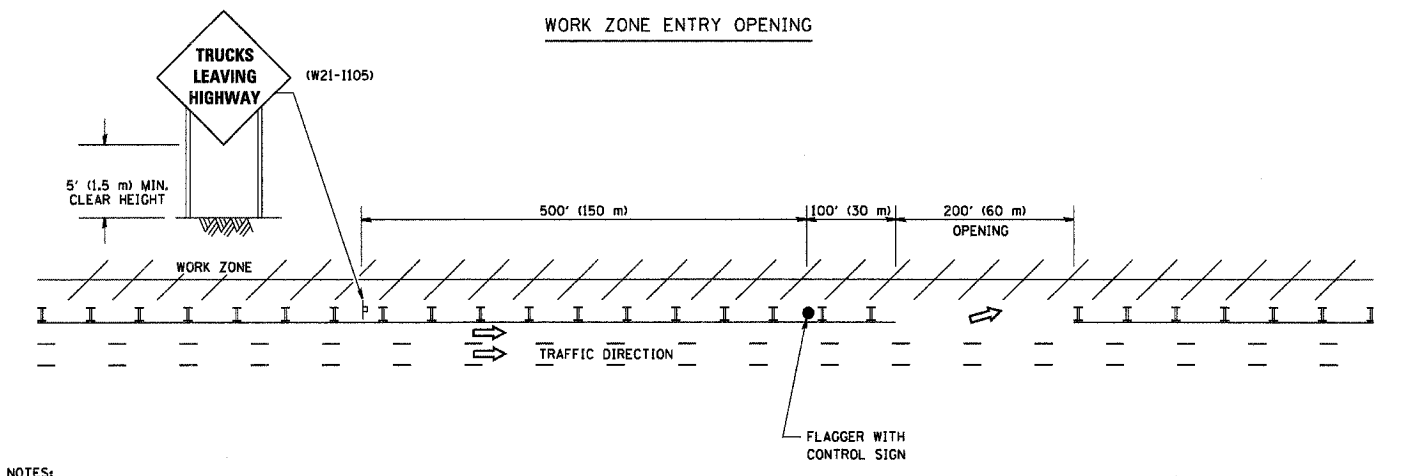 WORK ZONE ENTRY OPENING
TRUCKS
LEAVING
HIGHWAY
(W21-I105)
5' (1.5 m) MIN.
CLEAR HEIGHT
500' (150 m)
100' (30 m)
200' (60 m)
OPENING
WORK ZONE
TRAFFIC DIRECTION
FLAGGER WITH
CONTROL SIGN
NOTES: